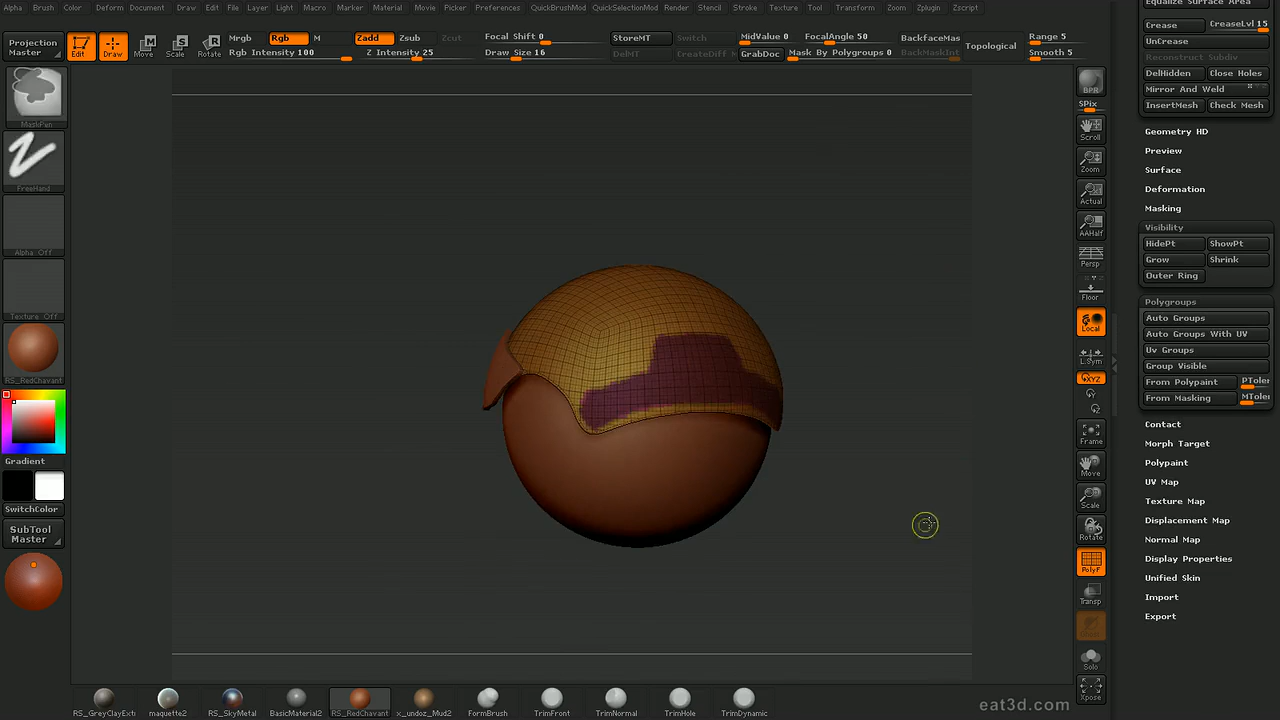 Alpha Brush Color Deform Document Draw Edit File Layer Light Macro Marker Material Movie Picker Preferences QuickBrushMod QuickSelectionMod Render Stencil Stroke Texture Tool Transform Zoom Zplugin Zscript
Equalize Surface Area
Projection Master
Edit
Draw
Move
Scale
Rotate
Mrgb Rgb M
Rgb Intensity 100
Zadd Zsub Zcut
Z Intensity 25
Focal Shift 0
Draw Size 16
StoreMT Switch
DelMT CreateDiff M
MidValue 0 FocalAngle 50
GrabDoc Mask By Polygroups 0
BackfaceMas
BackMaskInt
Topological
Range 5
Smooth 5
MaskPen
FreeHand
Alpha Off
Texture Off
RS_RedChavant
Gradient
SwitchColor
SubTool Master
BPR
SPix
Scroll
Zoom
Actual
AAHalf
Persp
Floor
Local
L.Sym
XYZ
Frame
Move
Scale
Rotate
PolyF
Transp
Solo
Xpose
Crease CreaseLvl 15
UnCrease
Reconstruct Subdiv
DelHidden Close Holes
Mirror And Weld
InsertMesh Check Mesh
Geometry HD
Preview
Surface
Deformation
Masking
Visibility
HidePt ShowPt
Grow Shrink
Outer Ring
Polygroups
Auto Groups
Auto Groups With UV
Uv Groups
Group Visible
From Polypaint PToler
From Masking MToler
Contact
Morph Target
Polypaint
UV Map
Texture Map
Displacement Map
Normal Map
Display Properties
Unified Skin
Import
Export
RS_GreyClayExt maquette2 RS_SkyMetal BasicMaterial2 RS_RedChavant x_undoz_Mud2 FormBrush TrimFront TrimNormal TrimHole TrimDynamic
eat3d.com